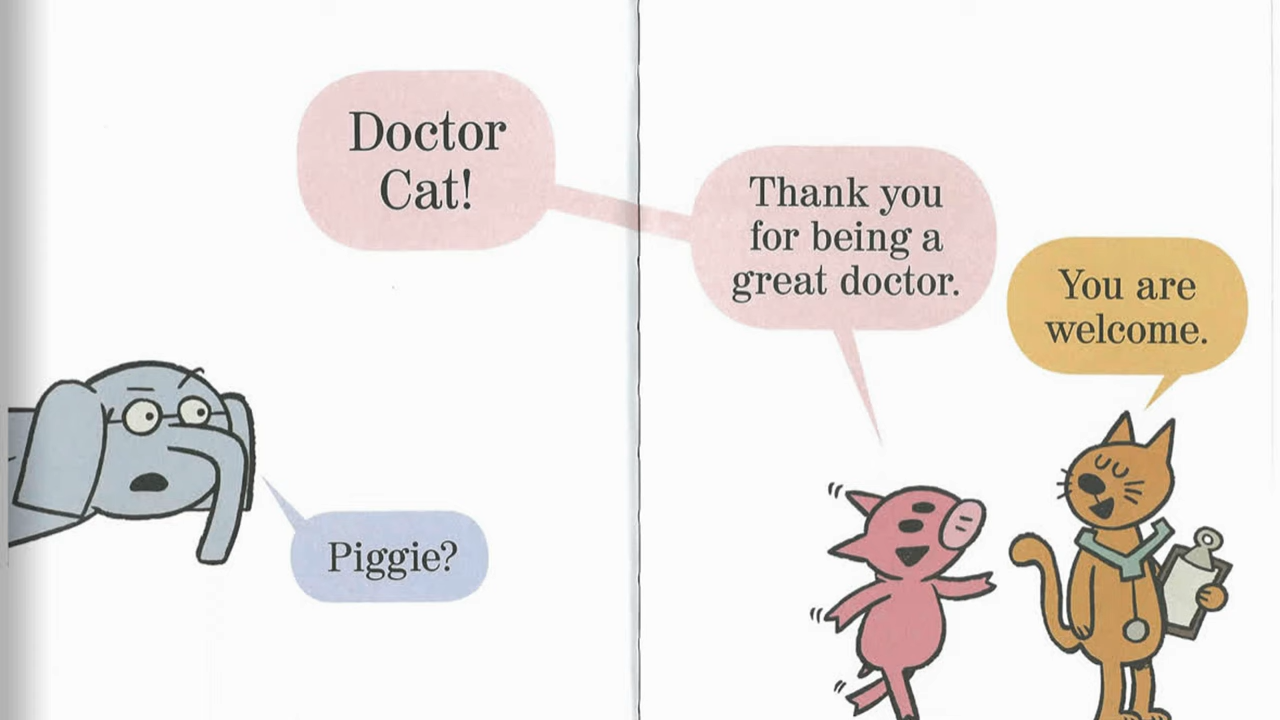 Doctor
Cat!
Thank you
for being a
great doctor.
You are
welcome.
Piggie?